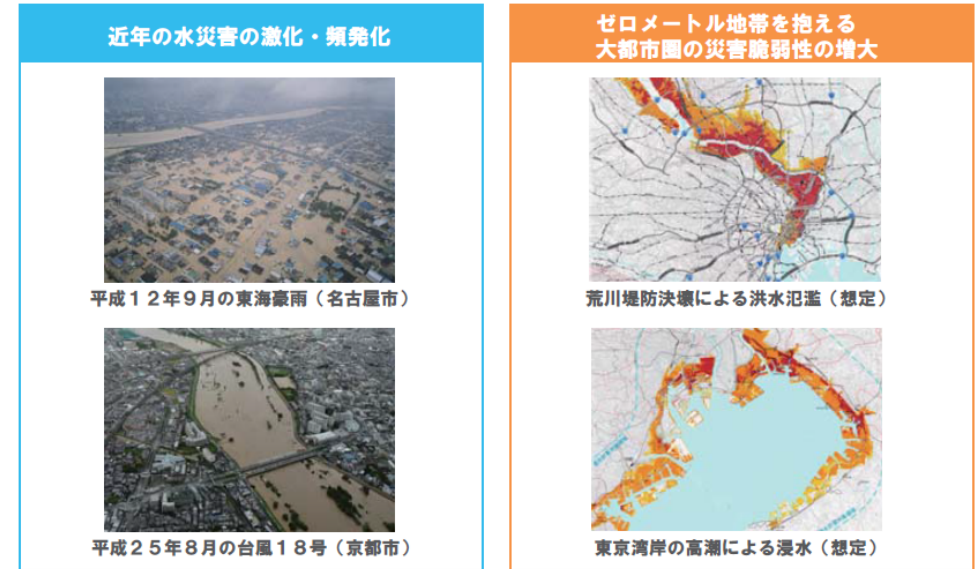 近年の水災害の激化・頻発化
平成１２年９月の東海豪雨（名古屋市）
平成２５年８月の台風１８号（京都市）
ゼロメートル地帯を抱える
大都市圏の災害脆弱性の増大
荒川堤防決壊による洪水氾濫（想定）
東京湾岸の高潮による浸水（想定）